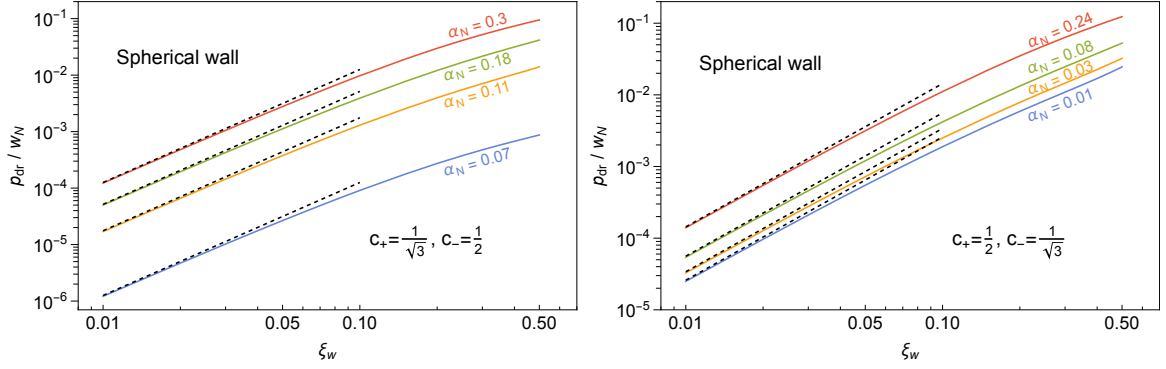 10⁻¹
10⁻²
10⁻³
10⁻⁴
10⁻⁵
10⁻⁶
p_dr / w_N
Spherical wall
α_N = 0.3
α_N = 0.18
α_N = 0.11
α_N = 0.07
c₊=1/√3 , c₋=1/2
0.01 0.05 0.10 0.50
ξ_w
10⁻¹
10⁻²
10⁻³
10⁻⁴
10⁻⁵
p_dr / w_N
Spherical wall
α_N = 0.24
α_N = 0.08
α_N = 0.03
α_N = 0.01
c₊=1/2 , c₋=1/√3
0.01 0.05 0.10 0.50
ξ_w